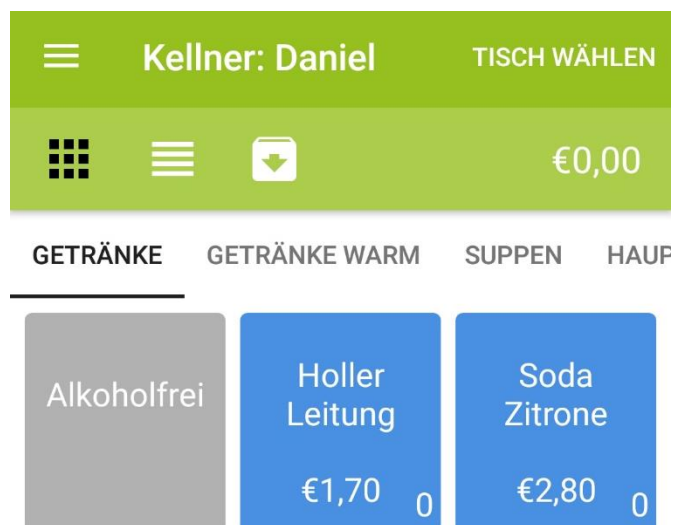 Kellner: Daniel TISCH WÄHLEN
€0,00
GETRÄNKE GETRÄNKE WARM SUPPEN HAUP
Alkoholfrei
Holler
Leitung
€1,70 0
Soda
Zitrone
€2,80 0